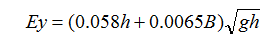 Ey = (0.058h + 0.0065B)√gh